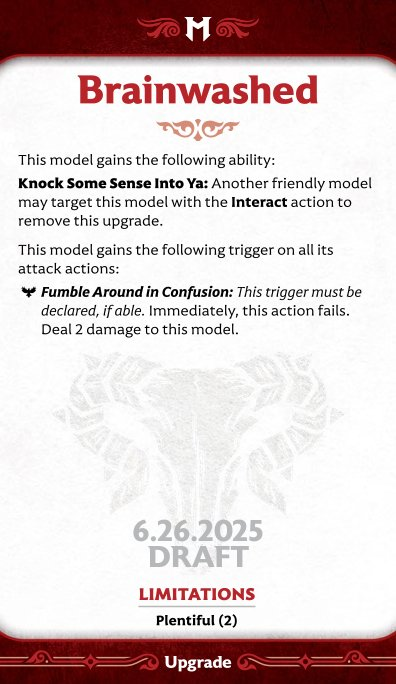 M
Brainwashed
This model gains the following ability:
Knock Some Sense Into Ya: Another friendly model
may target this model with the Interact action to
remove this upgrade.
This model gains the following trigger on all its
attack actions:
Fumble Around in Confusion: This trigger must be
declared, if able. Immediately, this action fails.
Deal 2 damage to this model.
6.26.2025
DRAFT
LIMITATIONS
Plentiful (2)
Upgrade